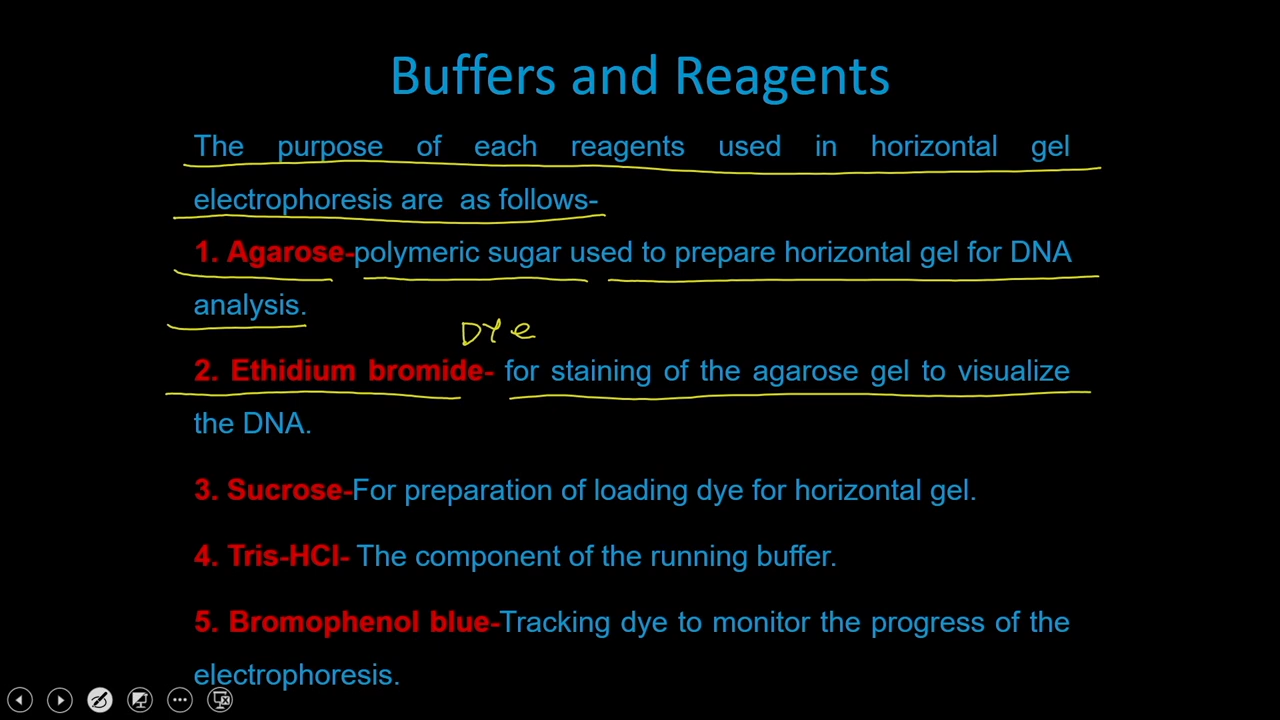 Buffers and Reagents
The purpose of each reagents used in horizontal gel
electrophoresis are as follows-
1. Agarose-polymeric sugar used to prepare horizontal gel for DNA
analysis.
DYe
2. Ethidium bromide- for staining of the agarose gel to visualize
the DNA.
3. Sucrose-For preparation of loading dye for horizontal gel.
4. Tris-HCl- The component of the running buffer.
5. Bromophenol blue-Tracking dye to monitor the progress of the
electrophoresis.